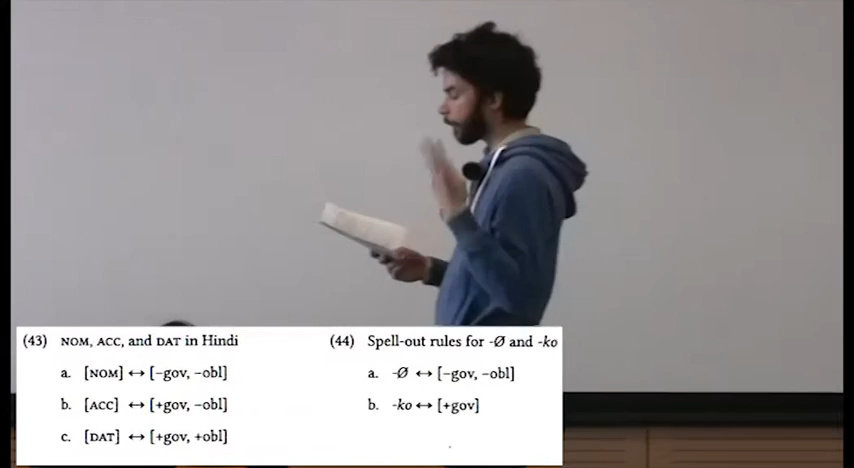 (43) NOM, ACC, and DAT in Hindi
a. [NOM] ↔ [−gov, −obl]
b. [ACC] ↔ [+gov, −obl]
c. [DAT] ↔ [+gov, +obl]
(44) Spell-out rules for -Ø and -ko
a. -Ø ↔ [−gov, −obl]
b. -ko ↔ [+gov]